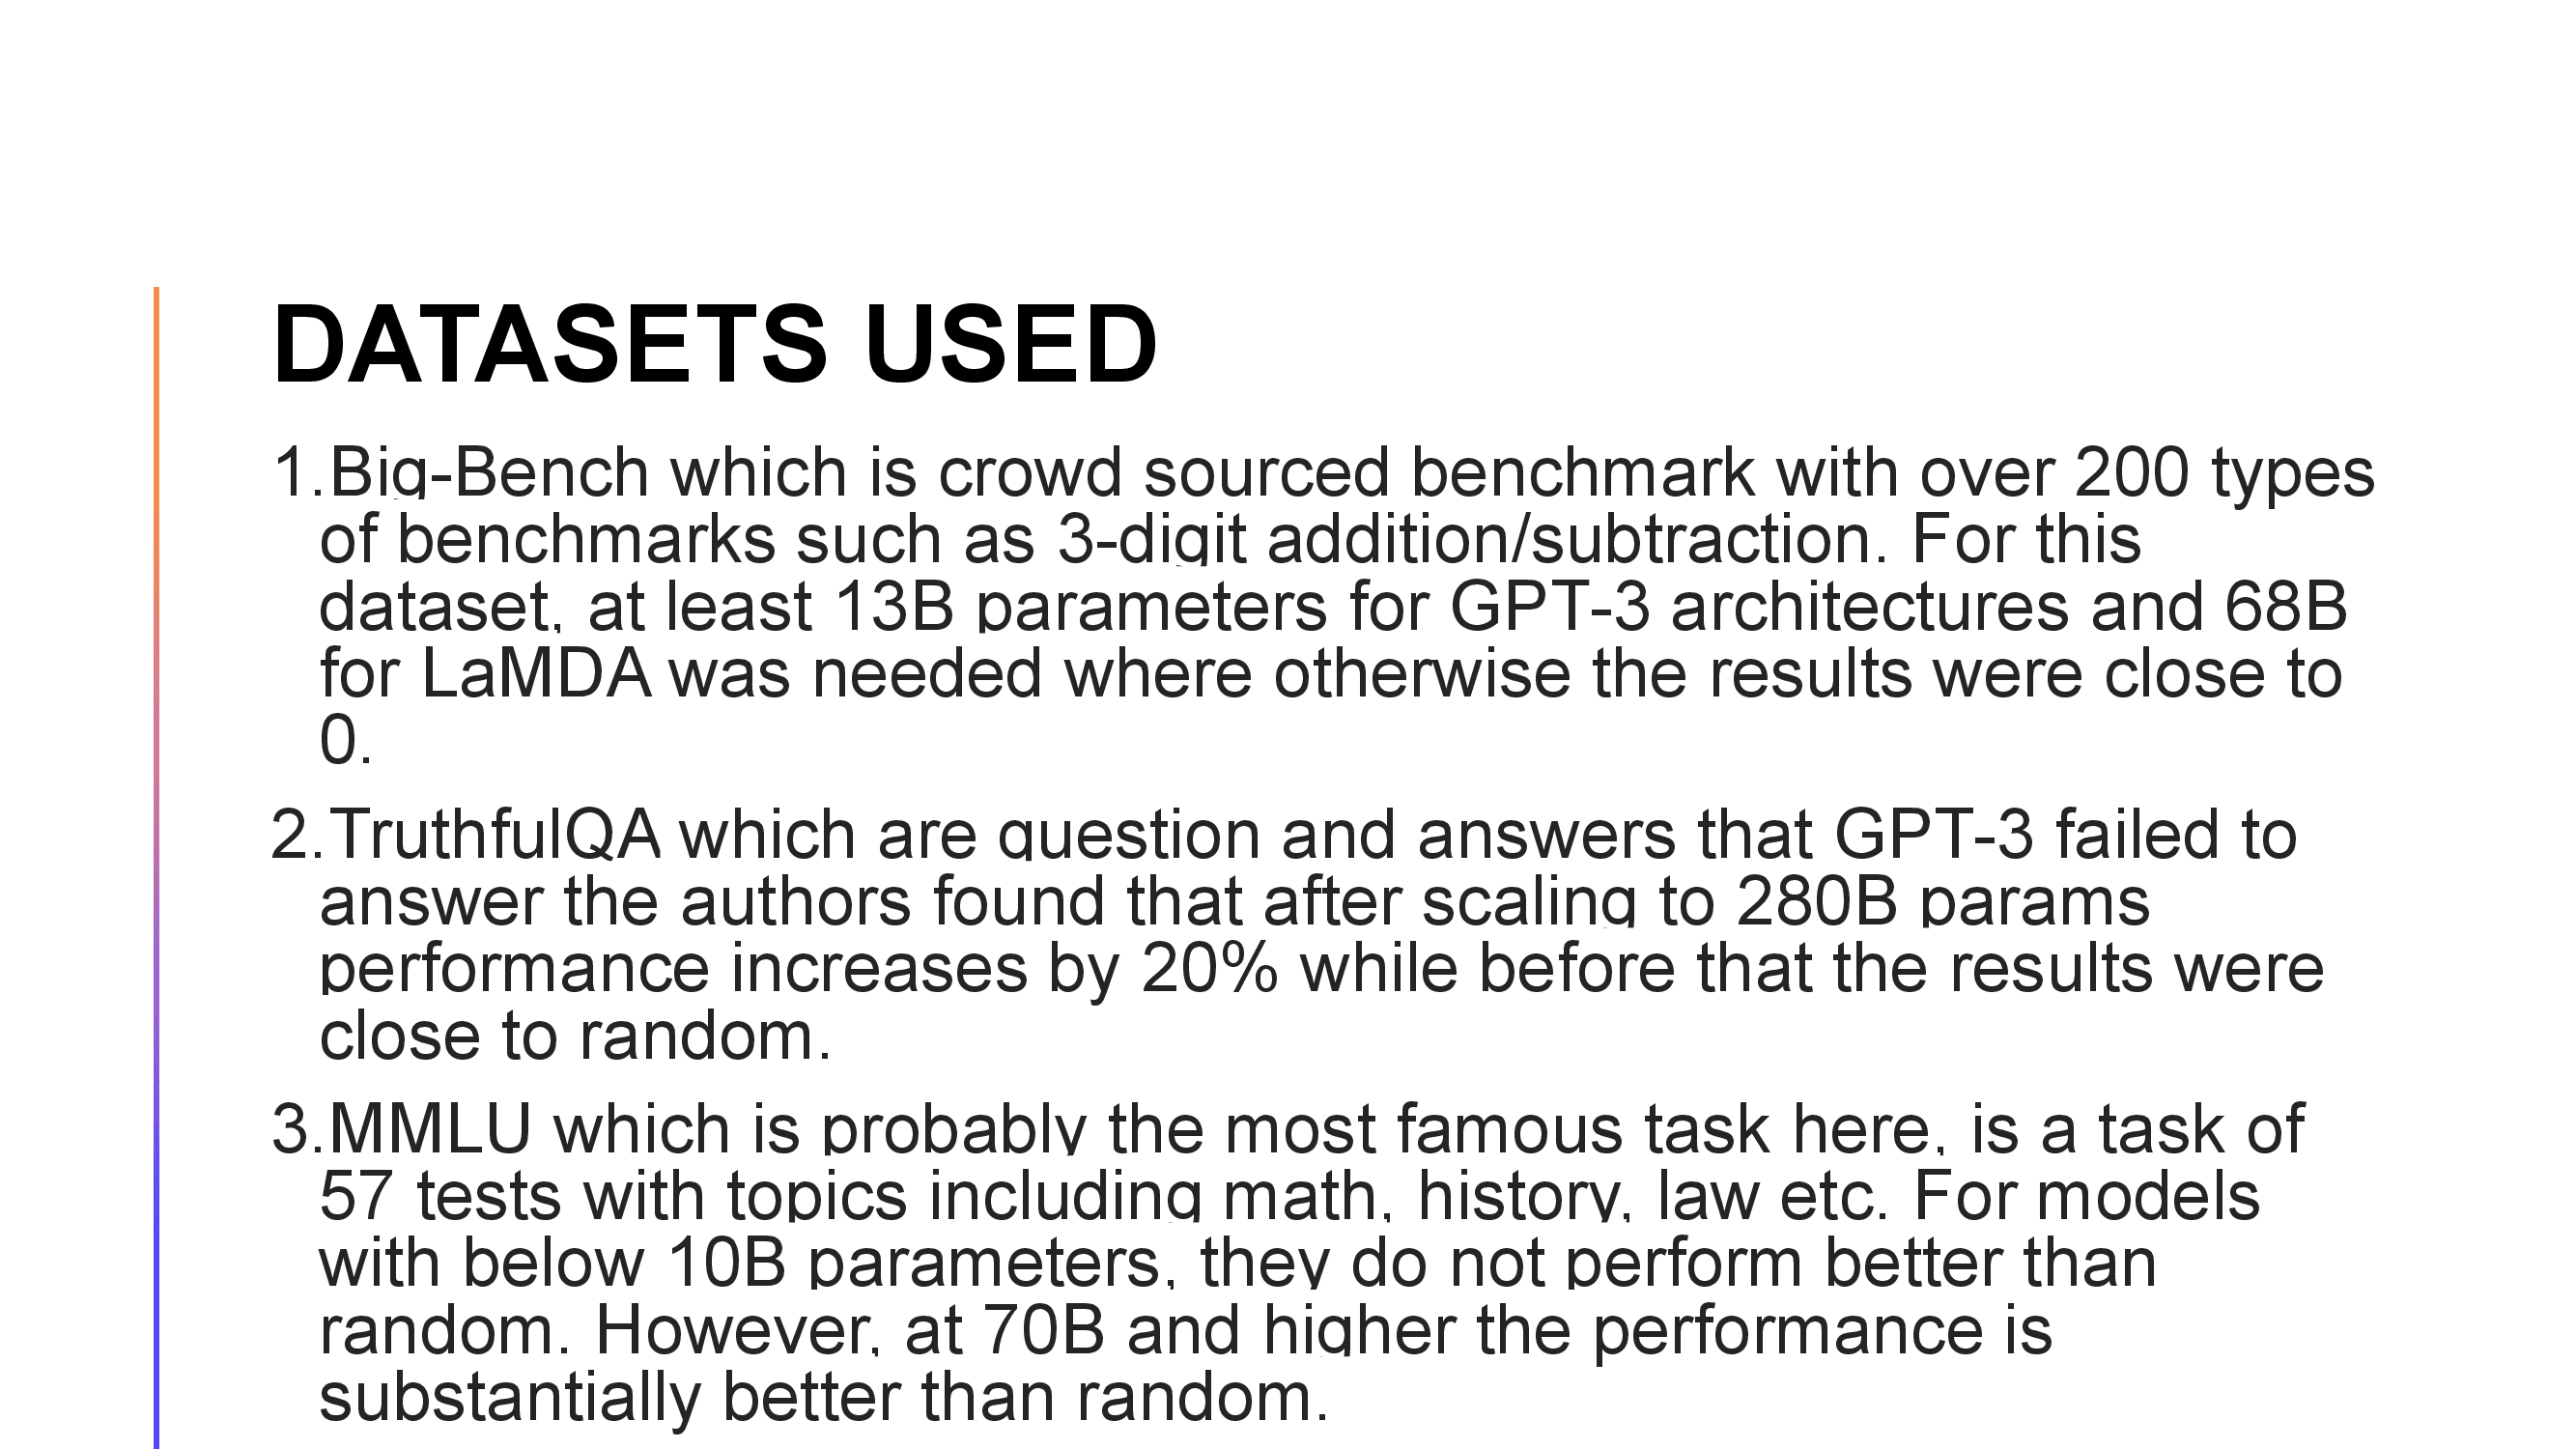 DATASETS USED
1.Big-Bench which is crowd sourced benchmark with over 200 types
of benchmarks such as 3-digit addition/subtraction. For this
dataset, at least 13B parameters for GPT-3 architectures and 68B
for LaMDA was needed where otherwise the results were close to
0.
2.TruthfulQA which are question and answers that GPT-3 failed to
answer the authors found that after scaling to 280B params
performance increases by 20% while before that the results were
close to random.
3.MMLU which is probably the most famous task here, is a task of
57 tests with topics including math, history, law etc. For models
with below 10B parameters, they do not perform better than
random. However, at 70B and higher the performance is
substantially better than random.